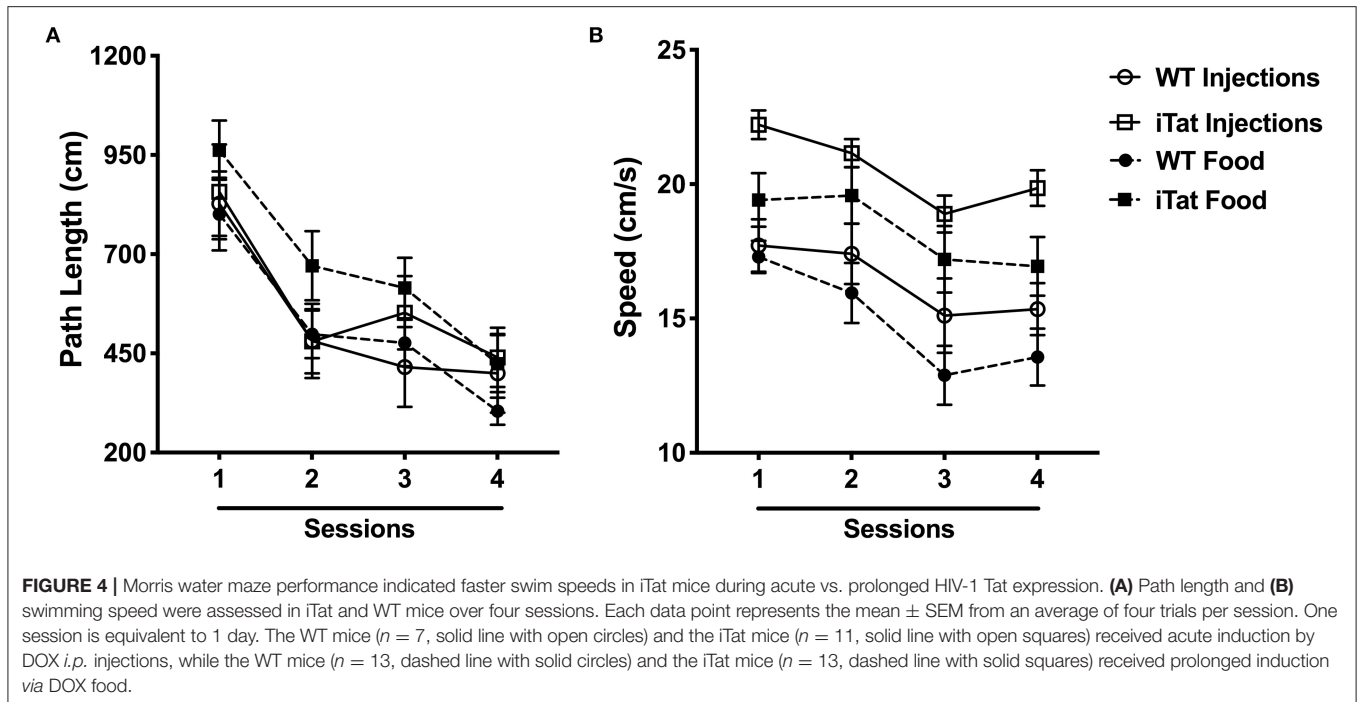 A
1200
950
700
450
200
Path Length (cm)
1 2 3 4
Sessions
B
25
20
15
10
Speed (cm/s)
1 2 3 4
Sessions
WT Injections
iTat Injections
WT Food
iTat Food
FIGURE 4 | Morris water maze performance indicated faster swim speeds in iTat mice during acute vs. prolonged HIV-1 Tat expression. (A) Path length and (B)
swimming speed were assessed in iTat and WT mice over four sessions. Each data point represents the mean ± SEM from an average of four trials per session. One
session is equivalent to 1 day. The WT mice (n = 7, solid line with open circles) and the iTat mice (n = 11, solid line with open squares) received acute induction by
DOX i.p. injections, while the WT mice (n = 13, dashed line with solid circles) and the iTat mice (n = 13, dashed line with solid squares) received prolonged induction
via DOX food.